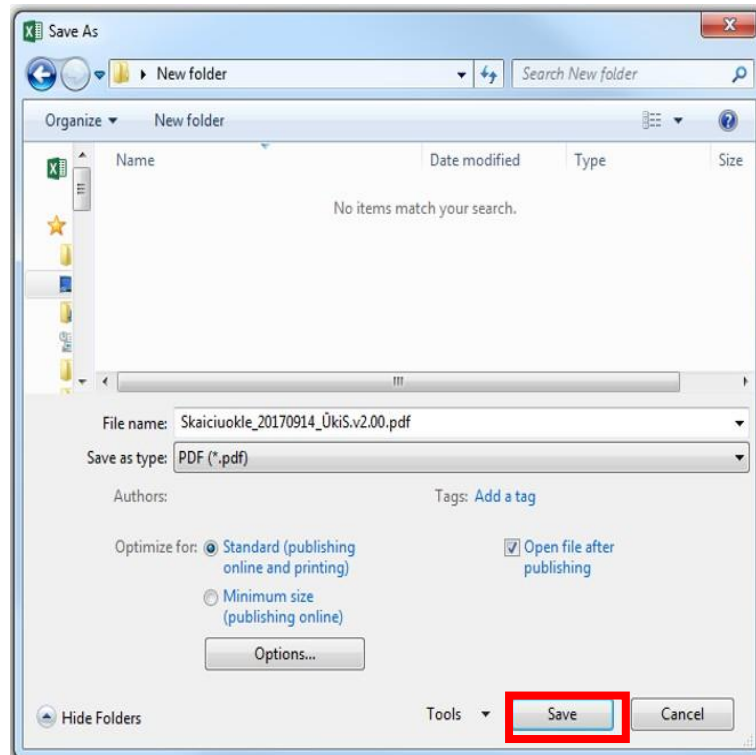 Save As
New folder
Search New folder
Organize
New folder
Name
Date modified
Type
Size
No items match your search.
File name:
Skaiciuokle_20170914_ŪkiS.v2.00.pdf
Save as type:
PDF (*.pdf)
Authors:
Tags: Add a tag
Optimize for:
Standard (publishing
online and printing)
Open file after
publishing
Minimum size
(publishing online)
Options...
Hide Folders
Tools
Save
Cancel